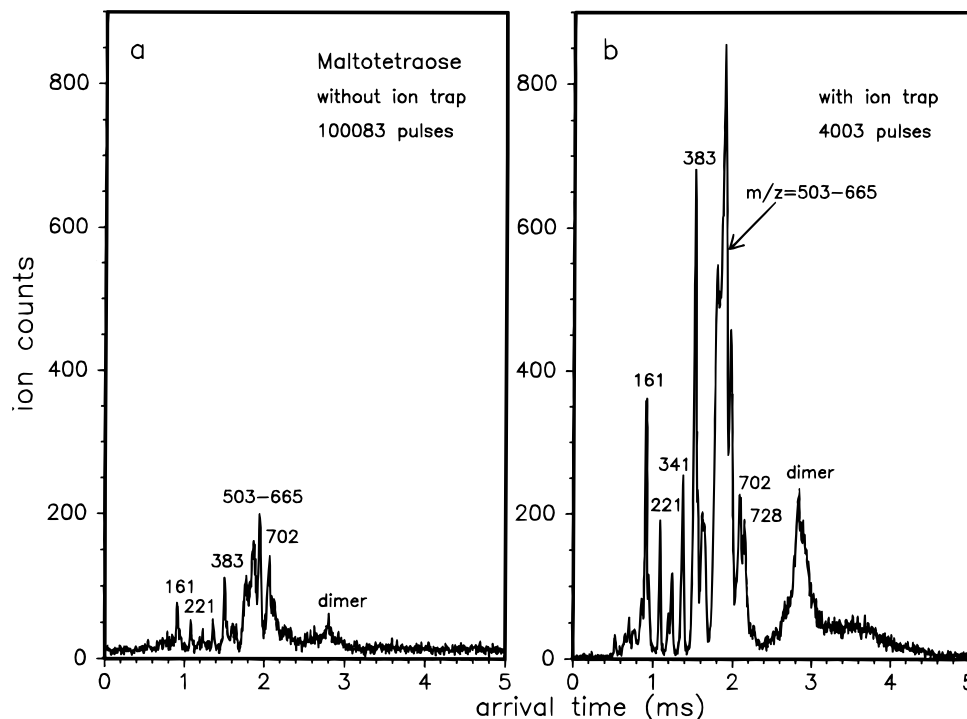 a
Maltotetraose
without ion trap
100083 pulses
800
600
400
200
0
ion counts
161
221
383
503–665
702
dimer
0
1
2
3
4
5
b
with ion trap
4003 pulses
800
600
400
200
0
161
221
341
383
m/z=503–665
702
728
dimer
0
1
2
3
4
5
arrival time (ms)